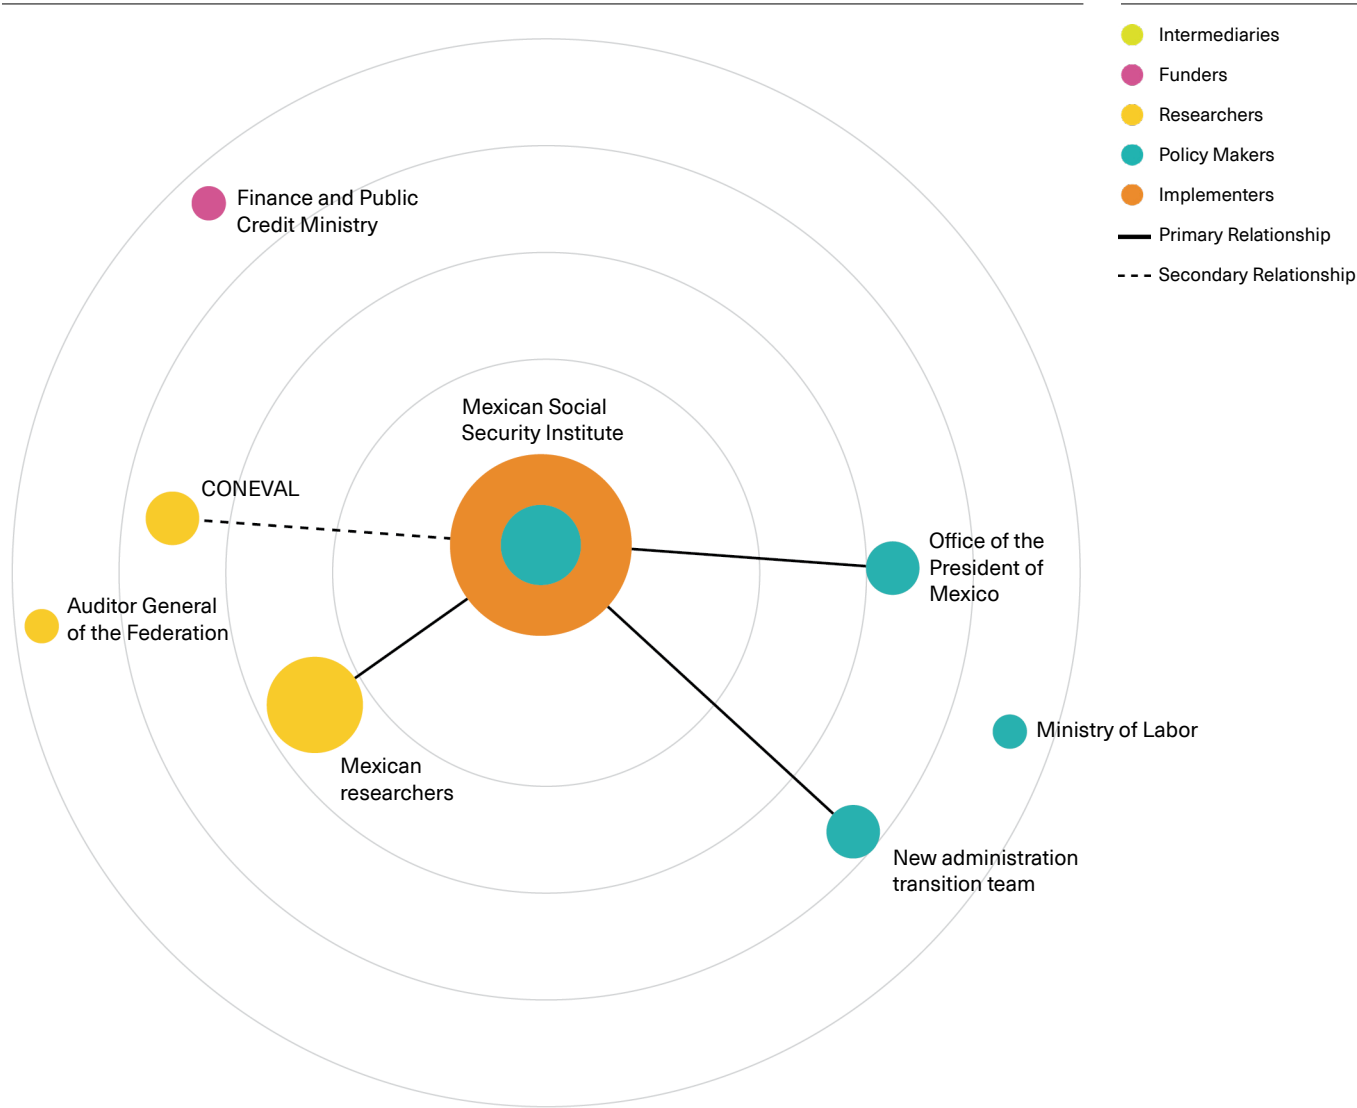 Intermediaries
Funders
Researchers
Policy Makers
Implementers
Primary Relationship
Secondary Relationship
Finance and Public
Credit Ministry
Mexican Social
Security Institute
CONEVAL
Office of the
President of
Mexico
Auditor General
of the Federation
Ministry of Labor
Mexican
researchers
New administration
transition team